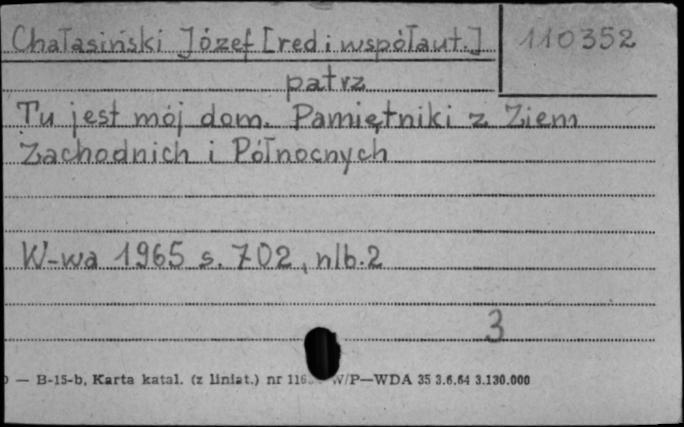 Chałasiński Józef [red i współaut.] 110352
patrz
Tu jest mój dom. Pamiętniki z Ziem
Zachodnich i Północnych
W-wa 1965 s. 702, nlb. 2
3
— B-15-b, Karta katal. (z liniat.) nr W/P—WDA 35 3.6.64 3.130.000